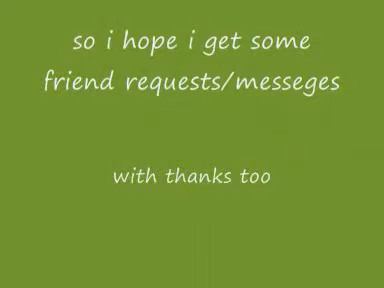 so i hope i get some
friend requests/messeges
with thanks too